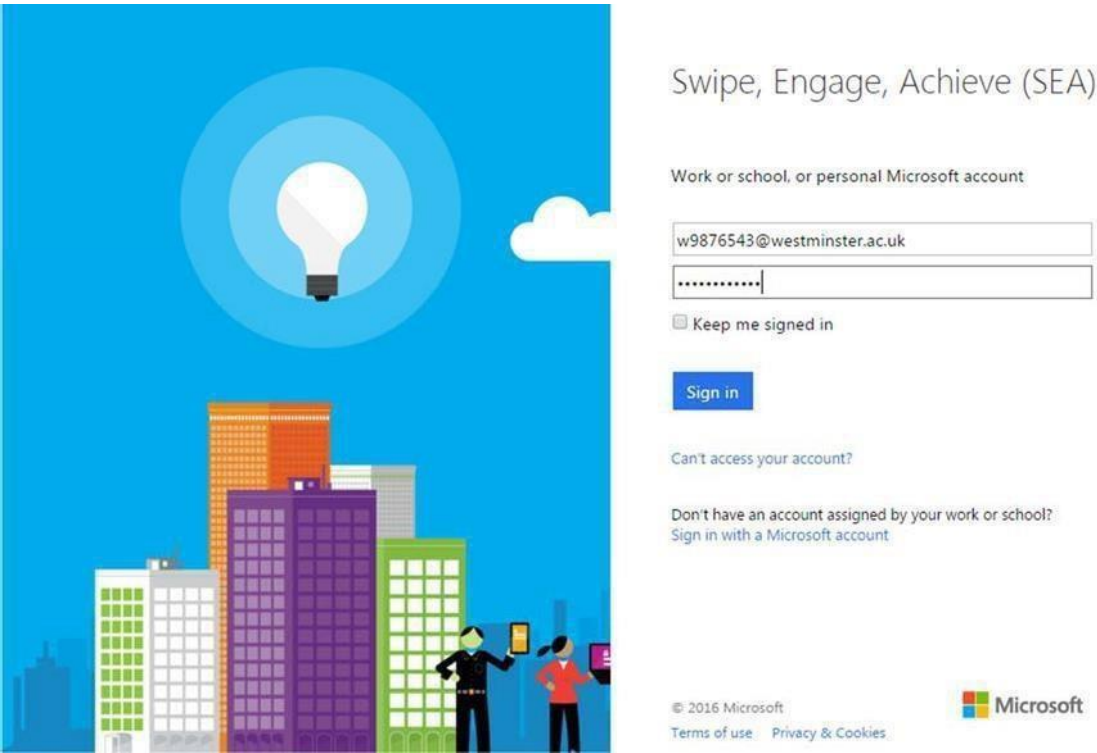 Swipe, Engage, Achieve (SEA)
Work or school, or personal Microsoft account
w9876543@westminster.ac.uk
••••••••••••
Keep me signed in
Sign in
Can't access your account?
Don't have an account assigned by your work or school?
Sign in with a Microsoft account
© 2016 Microsoft
Terms of use Privacy & Cookies
Microsoft